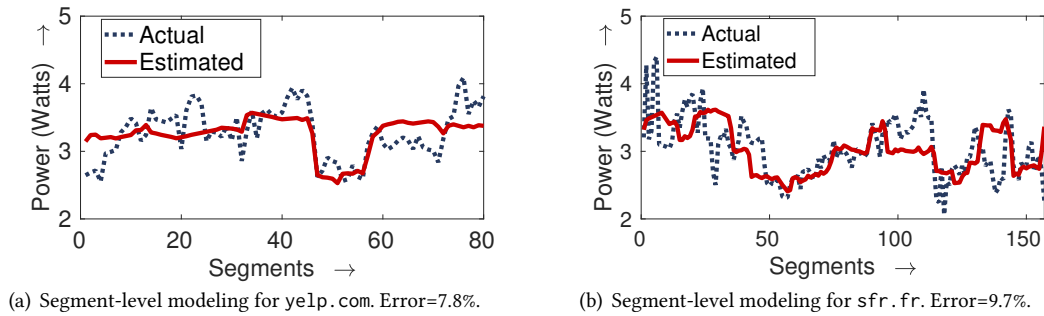 5
4
3
2
Power (Watts) →
Actual
Estimated
0 20 40 60 80
Segments →
(a) Segment-level modeling for yelp.com. Error=7.8%.
5
4
3
2
Power (Watts) →
Actual
Estimated
0 50 100 150
Segments →
(b) Segment-level modeling for sfr.fr. Error=9.7%.